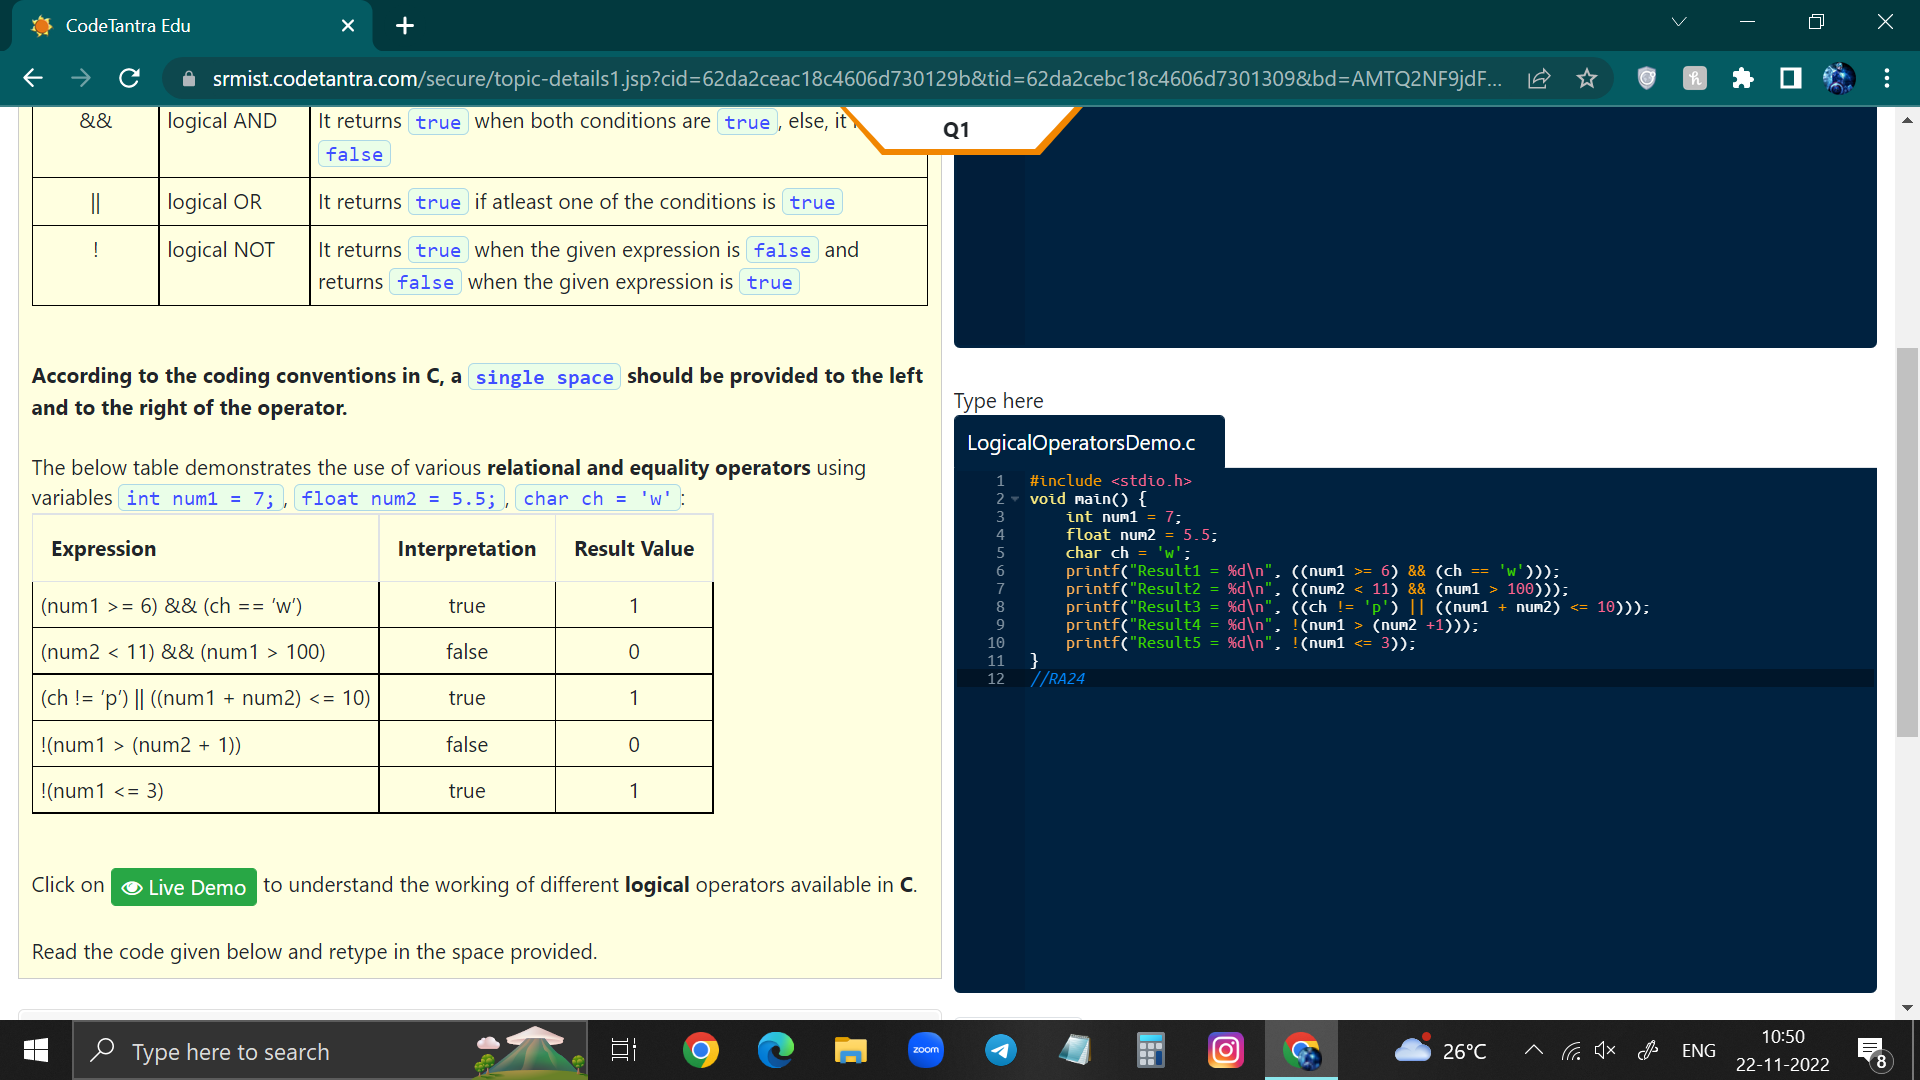 CodeTantra Edu
srmist.codetantra.com/secure/topic-details1.jsp?cid=62da2ceac18c4606d730129b&tid=62da2cebc18c4606d7301309&bd=AMTQ2NF9jdF...
Q1
&& logical AND It returns true when both conditions are true, else, it
false
|| logical OR It returns true if atleast one of the conditions is true
! logical NOT It returns true when the given expression is false and
returns false when the given expression is true
According to the coding conventions in C, a single space should be provided to the left
and to the right of the operator.
The below table demonstrates the use of various relational and equality operators using
variables int num1 = 7;, float num2 = 5.5;, char ch = 'w':
Expression Interpretation Result Value
(num1 >= 6) && (ch == 'w') true 1
(num2 < 11) && (num1 > 100) false 0
(ch != 'p') || ((num1 + num2) <= 10) true 1
!(num1 > (num2 + 1)) false 0
!(num1 <= 3) true 1
Click on Live Demo to understand the working of different logical operators available in C.
Read the code given below and retype in the space provided.
Type here
LogicalOperatorsDemo.c
1 #include <stdio.h>
2 void main() {
3 int num1 = 7;
4 float num2 = 5.5;
5 char ch = 'w';
6 printf("Result1 = %d\n", ((num1 >= 6) && (ch == 'w')));
7 printf("Result2 = %d\n", ((num2 < 11) && (num1 > 100)));
8 printf("Result3 = %d\n", ((ch != 'p') || ((num1 + num2) <= 10)));
9 printf("Result4 = %d\n", !(num1 > (num2 +1)));
10 printf("Result5 = %d\n", !(num1 <= 3));
11 }
12 //RA24
Type here to search
zoom
26°C
ENG
10:50
22-11-2022
8